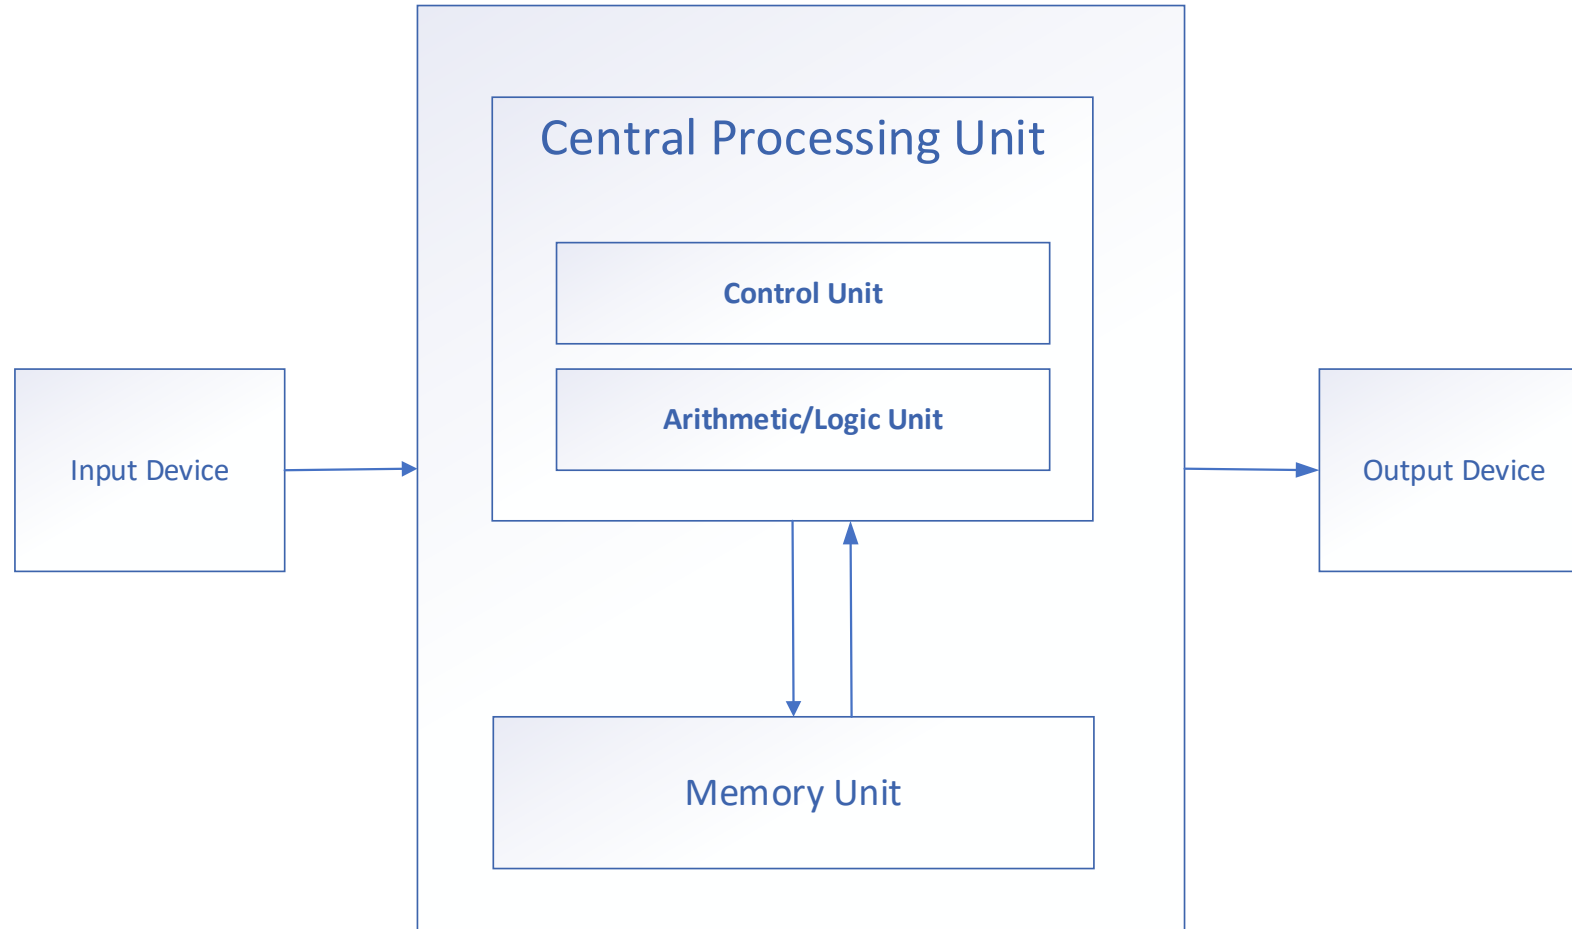 Central Processing Unit
Control Unit
Arithmetic/Logic Unit
Input Device
Output Device
Memory Unit